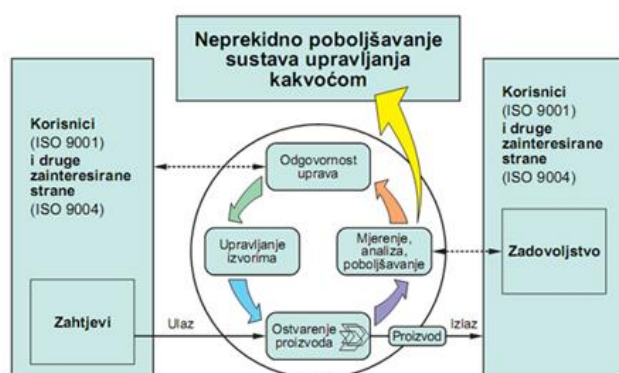 Neprekidno poboljšavanje
sustava upravljanja
kakvoćom
Korisnici
(ISO 9001)
i druge
zainteresirane
strane
(ISO 9004)
Zahtjevi
Ulaz
Odgovornost
uprava
Upravljanje
izvorima
Mjerenje,
analiza,
poboljšavanje
Ostvarenje
proizvoda
Proizvod
Izlaz
Korisnici
(ISO 9001)
i druge
zainteresirane
strane
(ISO 9004)
Zadovoljstvo